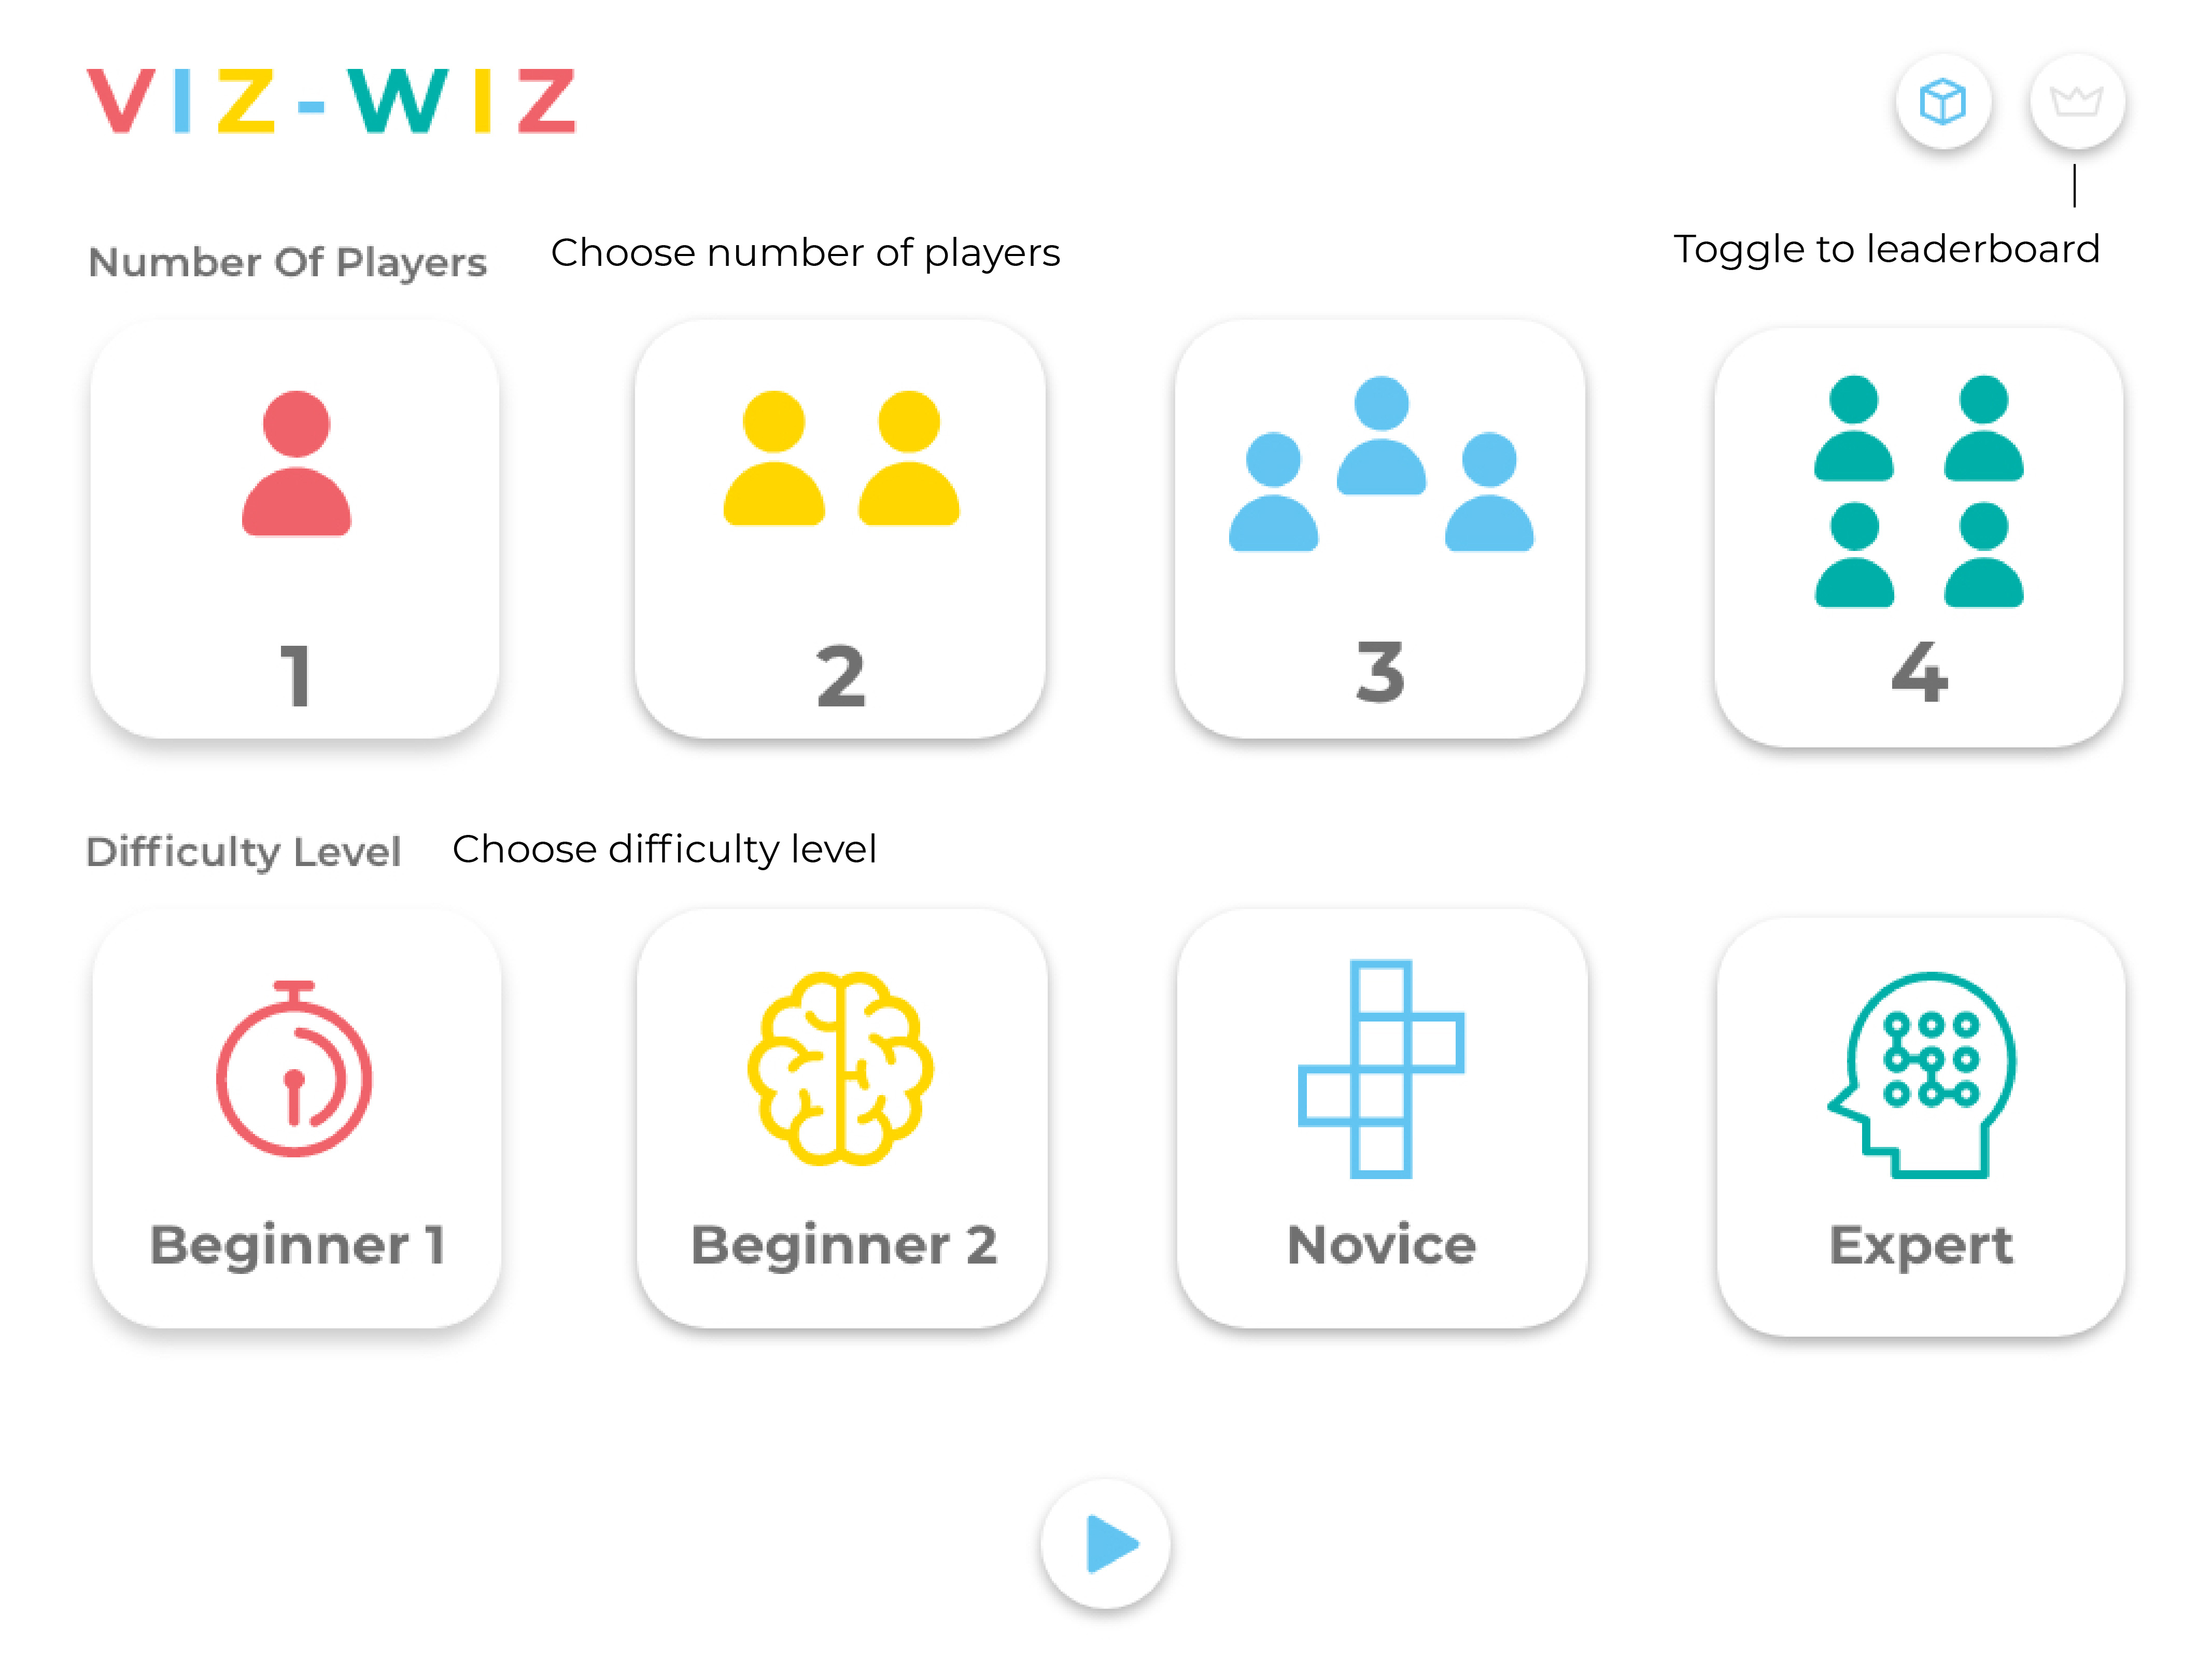 VIZ-WIZ
Number Of Players
Choose number of players
Toggle to leaderboard
1
2
3
4
Difficulty Level
Choose difficulty level
Beginner 1
Beginner 2
Novice
Expert